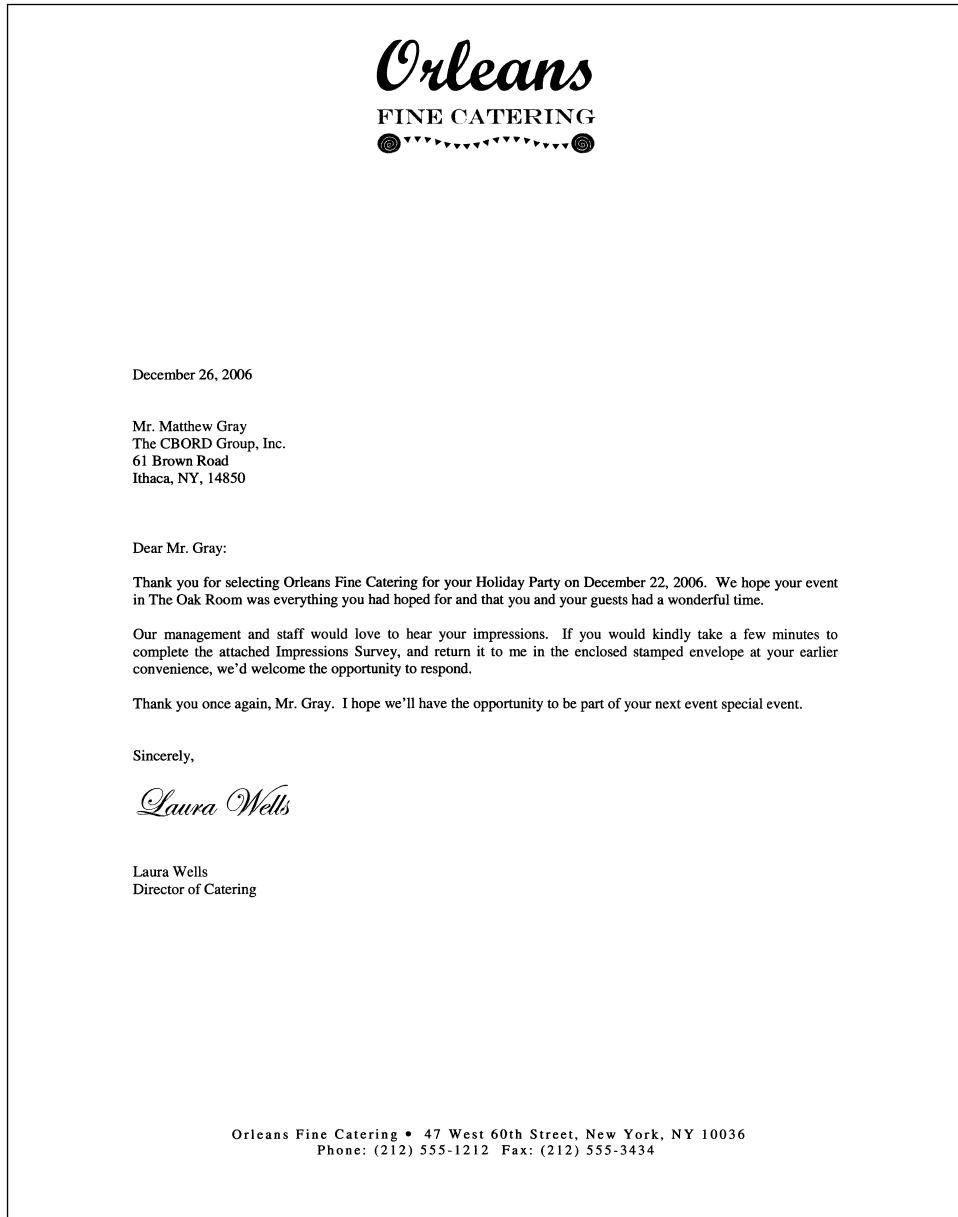 Orleans
FINE CATERING
December 26, 2006
Mr. Matthew Gray
The CBORD Group, Inc.
61 Brown Road
Ithaca, NY, 14850
Dear Mr. Gray:
Thank you for selecting Orleans Fine Catering for your Holiday Party on December 22, 2006. We hope your event
in The Oak Room was everything you had hoped for and that you and your guests had a wonderful time.
Our management and staff would love to hear your impressions. If you would kindly take a few minutes to
complete the attached Impressions Survey, and return it to me in the enclosed stamped envelope at your earlier
convenience, we'd welcome the opportunity to respond.
Thank you once again, Mr. Gray. I hope we'll have the opportunity to be part of your next event special event.
Sincerely,
Laura Wells
Laura Wells
Director of Catering
Orleans Fine Catering • 47 West 60th Street, New York, NY 10036
Phone: (212) 555-1212 Fax: (212) 555-3434